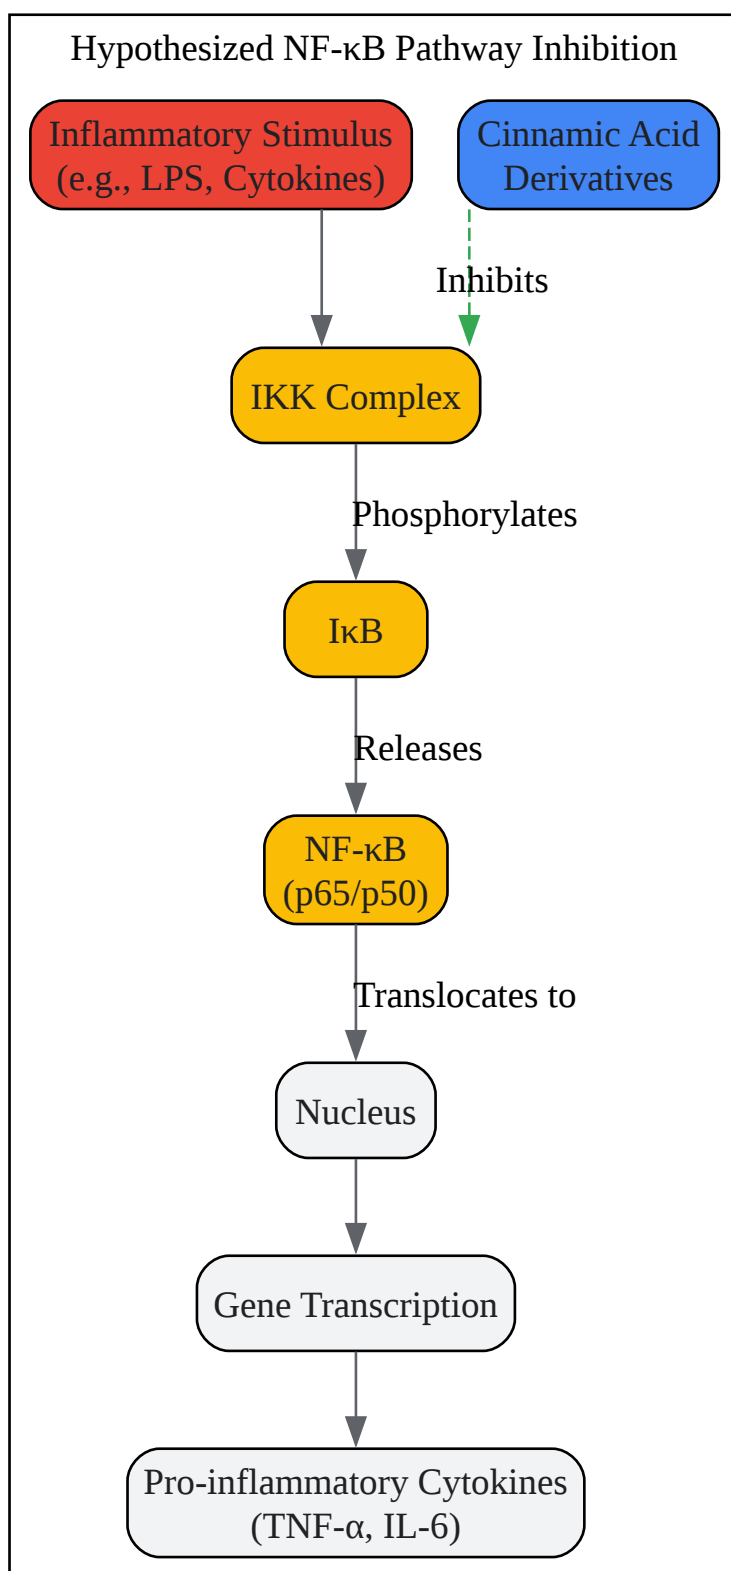 Hypothesized NF-κB Pathway Inhibition
Inflammatory Stimulus
(e.g., LPS, Cytokines)
Cinnamic Acid
Derivatives
Inhibits
IKK Complex
Phosphorylates
IκB
Releases
NF-κB
(p65/p50)
Translocates to
Nucleus
Gene Transcription
Pro-inflammatory Cytokines
(TNF-α, IL-6)